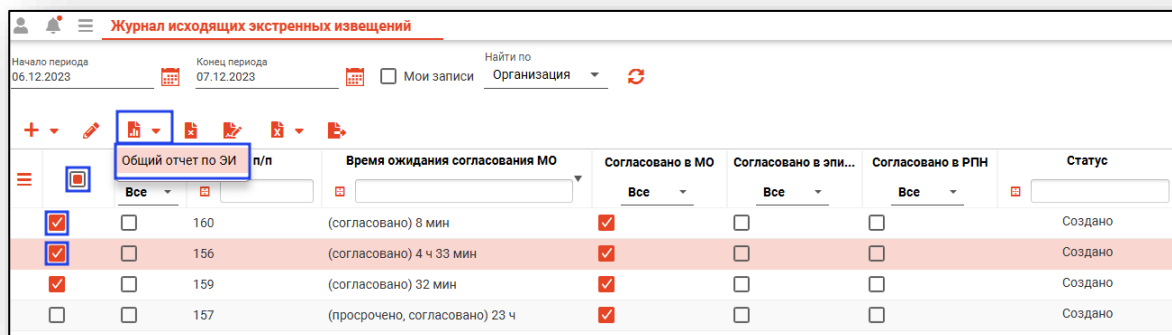 Журнал исходящих экстренных извещений
Начало периода Конец периода Найти по
06.12.2023 07.12.2023 Мои записи Организация
Общий отчет по ЭИ п/п Время ожидания согласования МО Согласовано в МО Согласовано в эпи... Согласовано в РПН Статус
Все Все Все Все
160 (согласовано) 8 мин Создано
156 (согласовано) 4 ч 33 мин Создано
159 (согласовано) 32 мин Создано
157 (просрочено, согласовано) 23 ч Создано